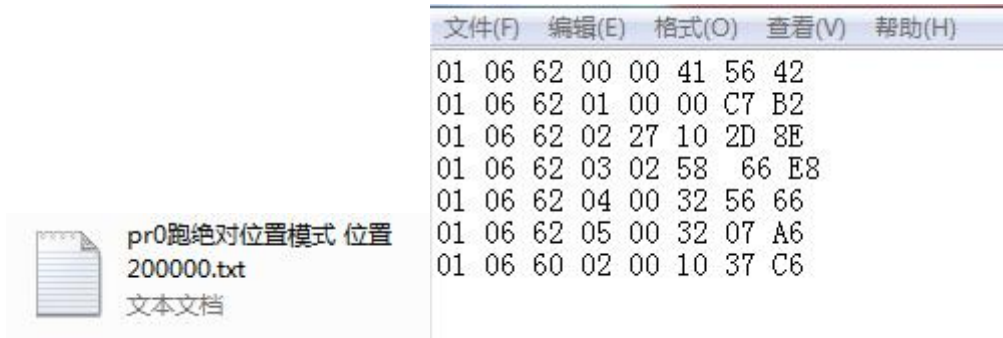 文件(F) 编辑(E) 格式(O) 查看(V) 帮助(H)
01 06 62 00 00 41 56 42
01 06 62 01 00 00 C7 B2
01 06 62 02 27 10 2D 8E
01 06 62 03 02 58 66 E8
01 06 62 04 00 32 56 66
01 06 62 05 00 32 07 A6
01 06 60 02 00 10 37 C6
pr0跑绝对位置模式 位置
200000.txt
文本文档